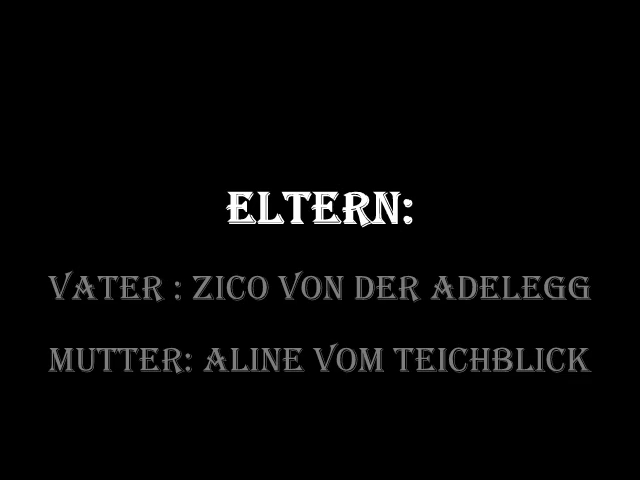 ELTERN:
VATER : ZICO VON DER ADELEGG
MUTTER: ALINE VOM TEICHBLICK